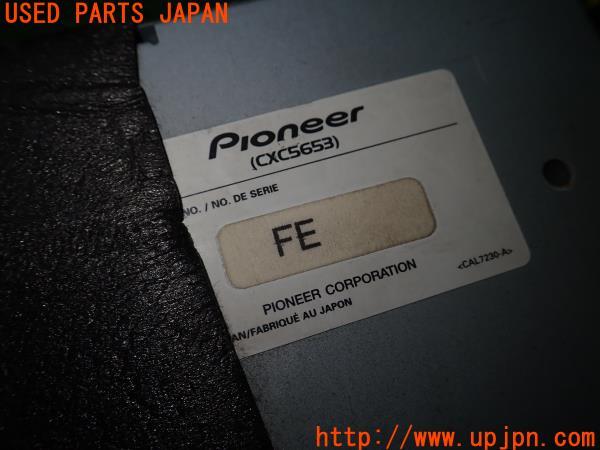 USED PARTS JAPAN
Pioneer
(CXC5653)
NO. / NO. DE SERIE
FE
PIONEER CORPORATION
<CAL7230-A>
AN/FABRIQUÉ AU JAPON
http://www.upjpn.com